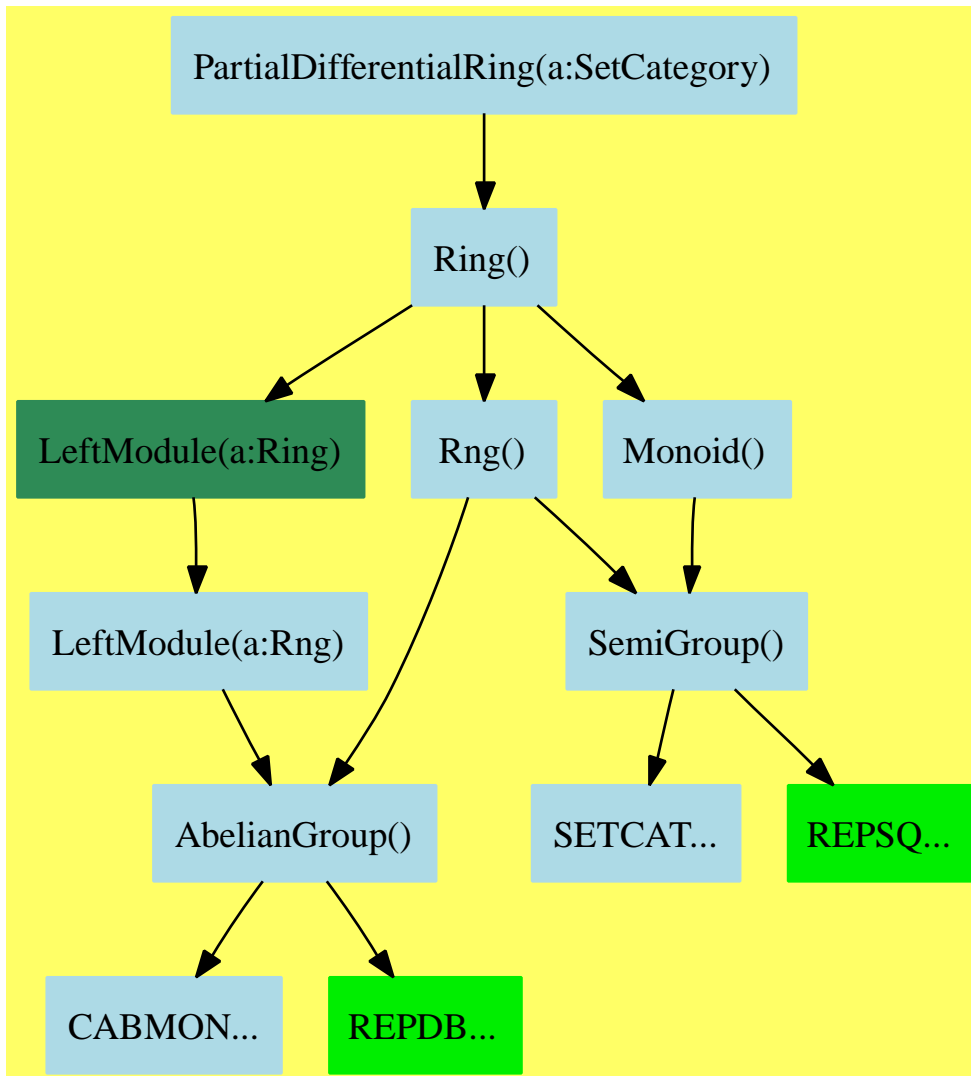 PartialDifferentialRing(a:SetCategory)
Ring()
LeftModule(a:Ring)
Rng()
Monoid()
LeftModule(a:Rng)
SemiGroup()
AbelianGroup()
SETCAT...
REPSQ...
CABMON...
REPDB...